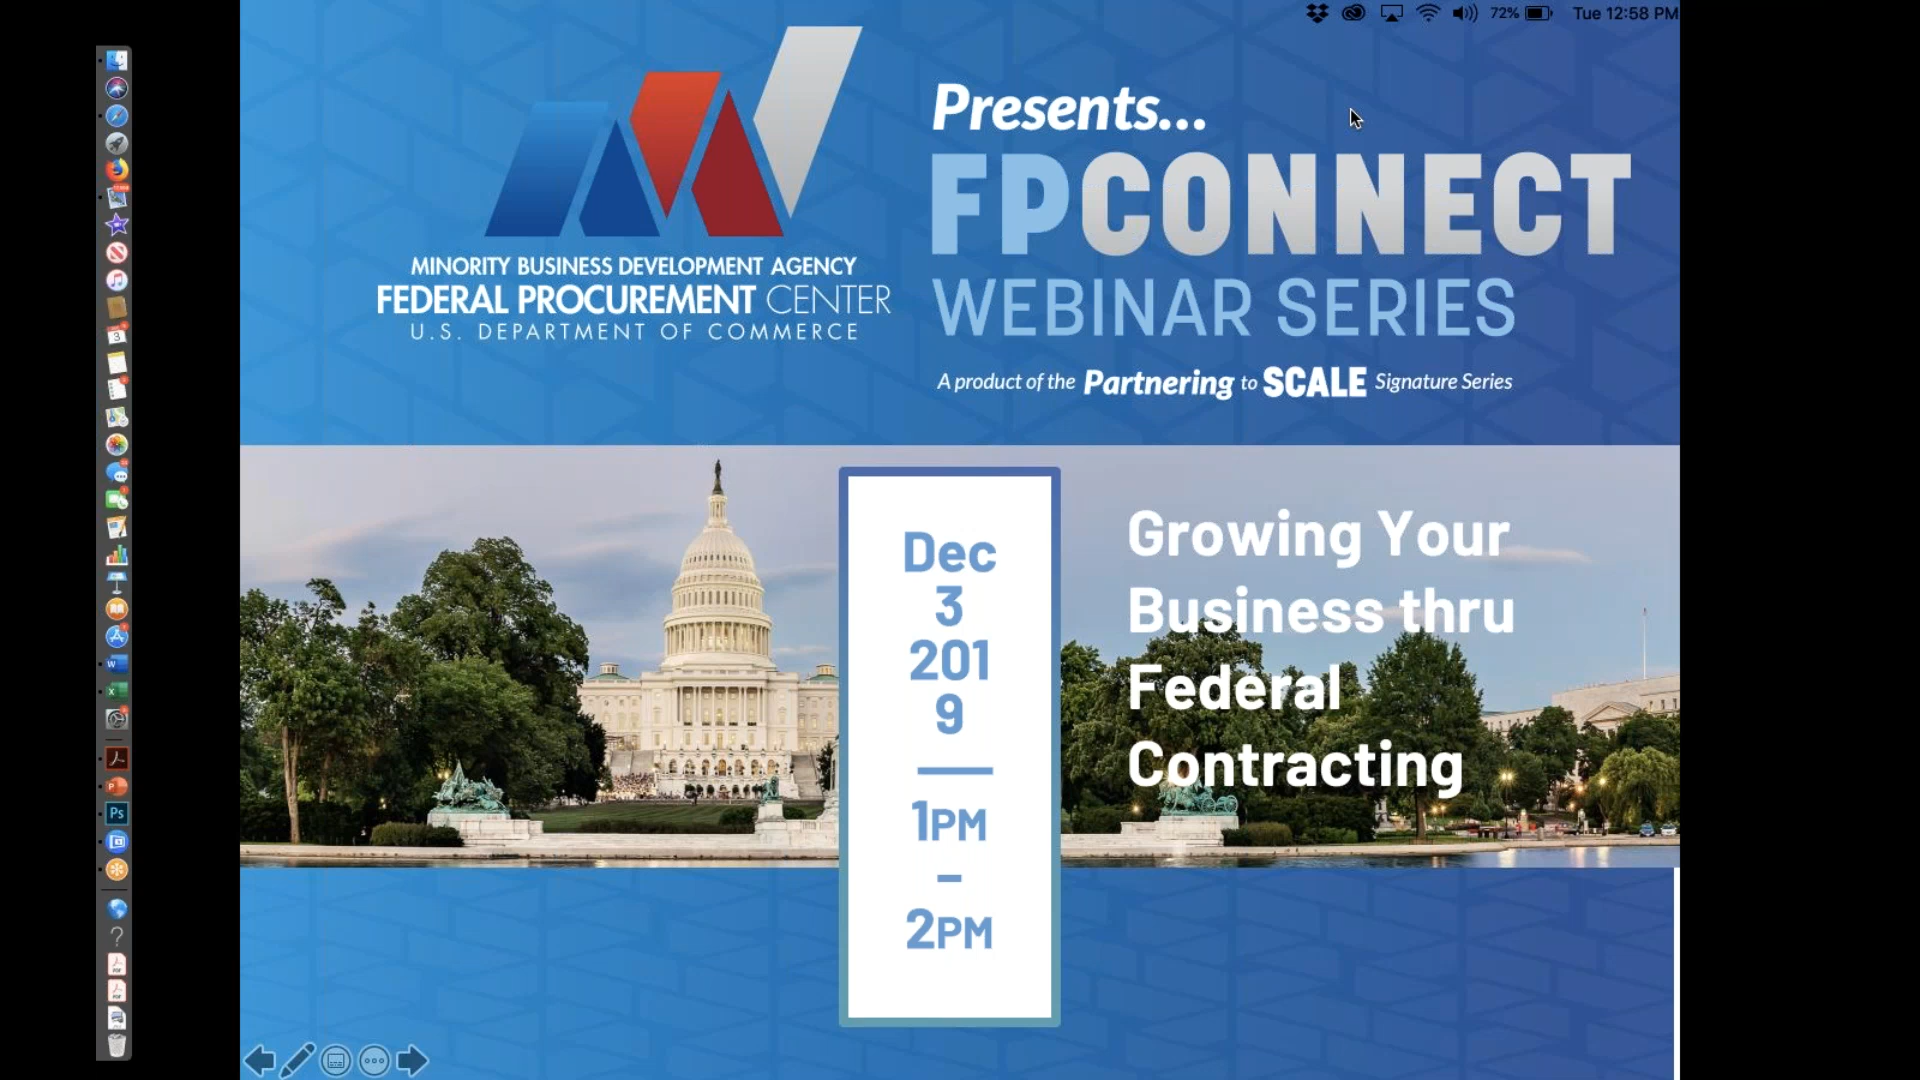 72% Tue 12:58 PM
Presents...
FPCONNECT
WEBINAR SERIES
A product of the Partnering to SCALE Signature Series
MINORITY BUSINESS DEVELOPMENT AGENCY
FEDERAL PROCUREMENT CENTER
U.S. DEPARTMENT OF COMMERCE
Dec
3
201
9
1PM
–
2PM
Growing Your
Business thru
Federal
Contracting
3
W
X
P
Ps
?